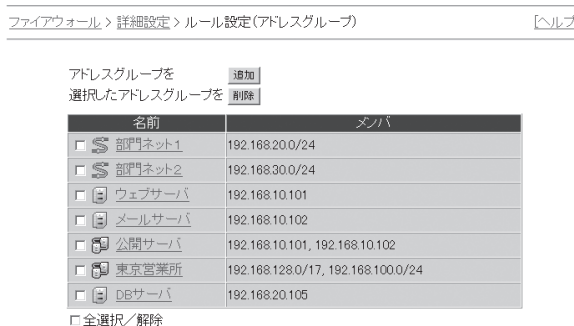 ファイアウォール > 詳細設定 > ルール設定(アドレスグループ) [ヘルプ
アドレスグループを 追加
選択したアドレスグループを 削除
名前 メンバ
部門ネット1 192.168.20.0/24
部門ネット2 192.168.30.0/24
ウェブサーバ 192.168.10.101
メールサーバ 192.168.10.102
公開サーバ 192.168.10.101, 192.168.10.102
東京営業所 192.168.128.0/17, 192.168.100.0/24
DBサーバ 192.168.20.105
全選択/解除